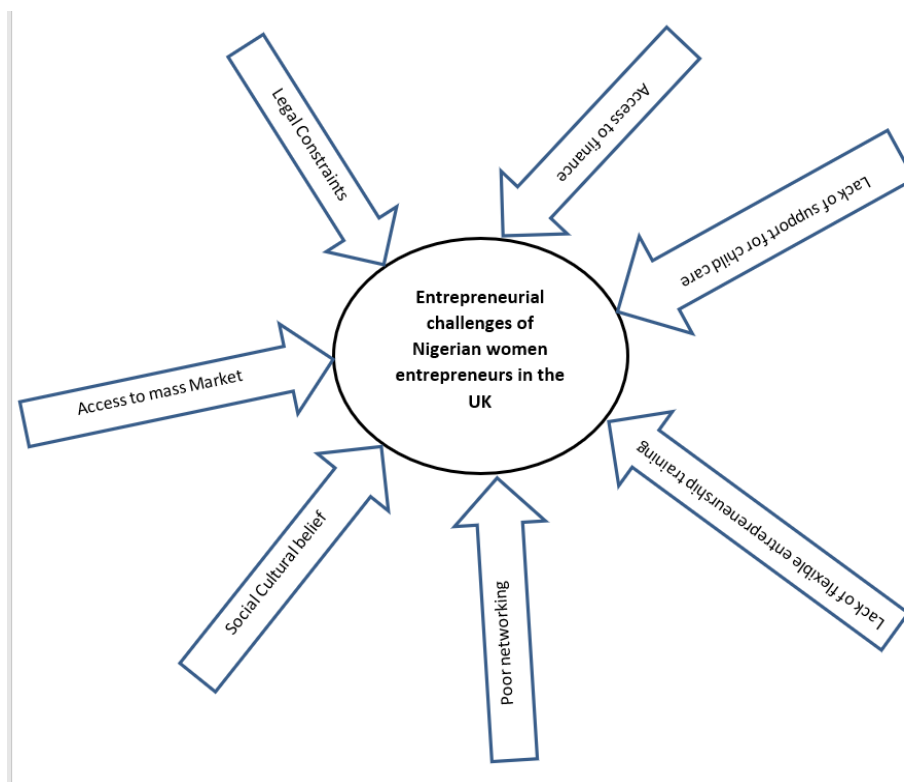 Legal Constraints
Access to finance
Lack of support for child care
Entrepreneurial
challenges of
Nigerian women
entrepreneurs in the
UK
Access to mass Market
Lack of flexible entrepreneurship training
Social Cultural belief
Poor networking